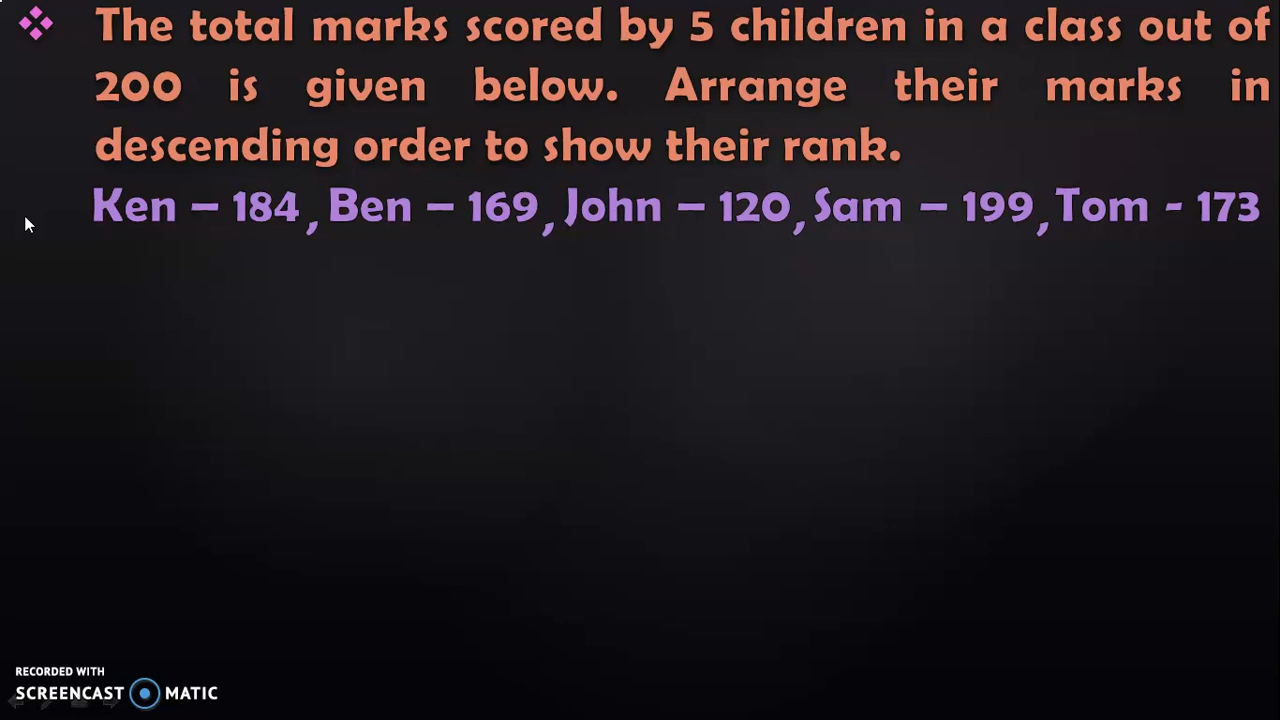 The total marks scored by 5 children in a class out of
200 is given below. Arrange their marks in
descending order to show their rank.
Ken – 184, Ben – 169, John – 120, Sam – 199, Tom - 173
RECORDED WITH
SCREENCAST MATIC